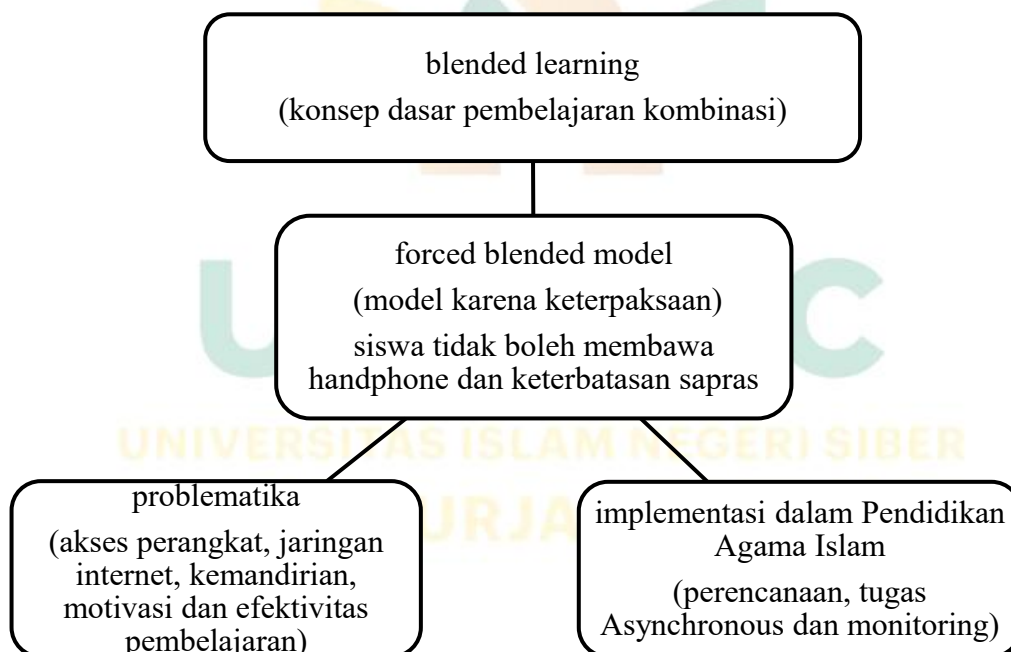 blended learning
(konsep dasar pembelajaran kombinasi)
forced blended model
(model karena keterpaksaan)
siswa tidak boleh membawa
handphone dan keterbatasan sapras
UNIVERSITAS ISLAM NEGERI SIBER
problematika
(akses perangkat, jaringan
internet, kemandirian,
motivasi dan efektivitas
pembelajaran)
implementasi dalam Pendidikan
Agama Islam
(perencanaan, tugas
Asynchronous dan monitoring)